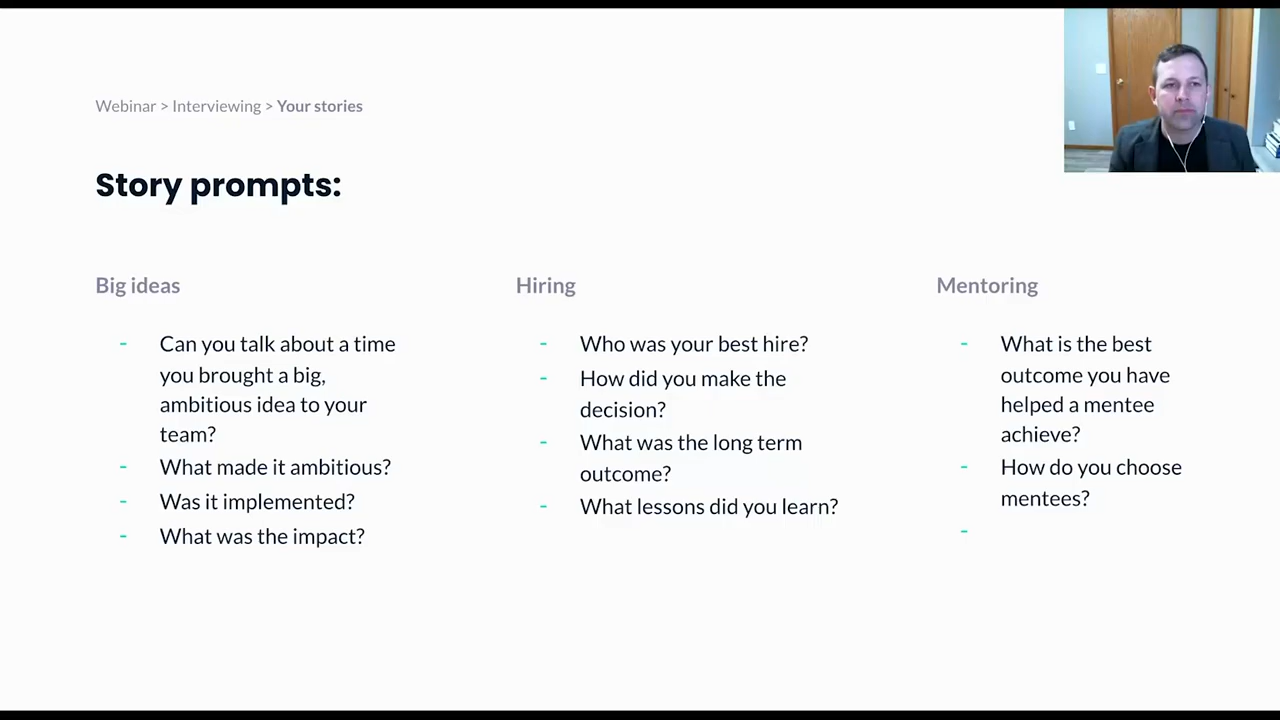 Webinar > Interviewing > Your stories
Story prompts:
Big ideas
- Can you talk about a time
you brought a big,
ambitious idea to your
team?
- What made it ambitious?
- Was it implemented?
- What was the impact?
Hiring
- Who was your best hire?
- How did you make the
decision?
- What was the long term
outcome?
- What lessons did you learn?
Mentoring
- What is the best
outcome you have
helped a mentee
achieve?
- How do you choose
mentees?
-